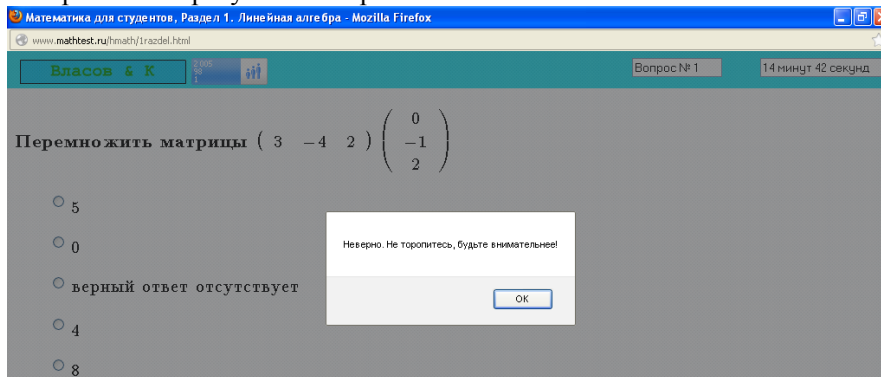 Математика для студентов, Раздел 1. Линейная алгебра - Mozilla Firefox
www.mathtest.ru/hmath/1razdel.html
Власов & К
Вопрос № 1
14 минут 42 секунд
Перемножить матрицы ( 3 −4 2 ) ( 0
−1
2 )
5
0
верный ответ отсутствует
4
8
Неверно. Не торопитесь, будьте внимательнее!
ОК